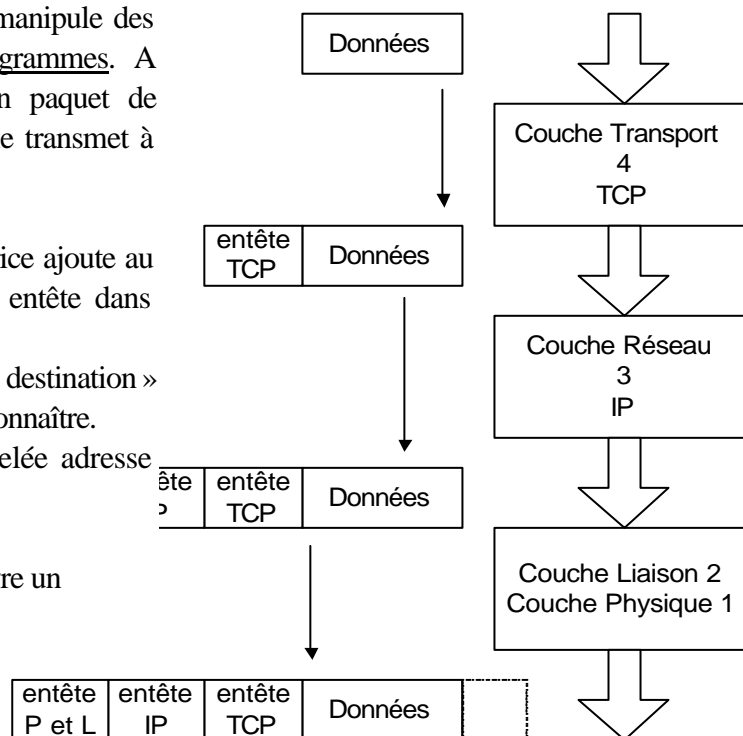 manipule des
grammes. A
n paquet de
e transmet à
ice ajoute au
entête dans
destination »
onnaître.
elée adresse
re un
Données
entête
TCP
Données
ête
entête
TCP
Données
entête
P et L
entête
IP
entête
TCP
Données
Couche Transport
4
TCP
Couche Réseau
3
IP
Couche Liaison 2
Couche Physique 1